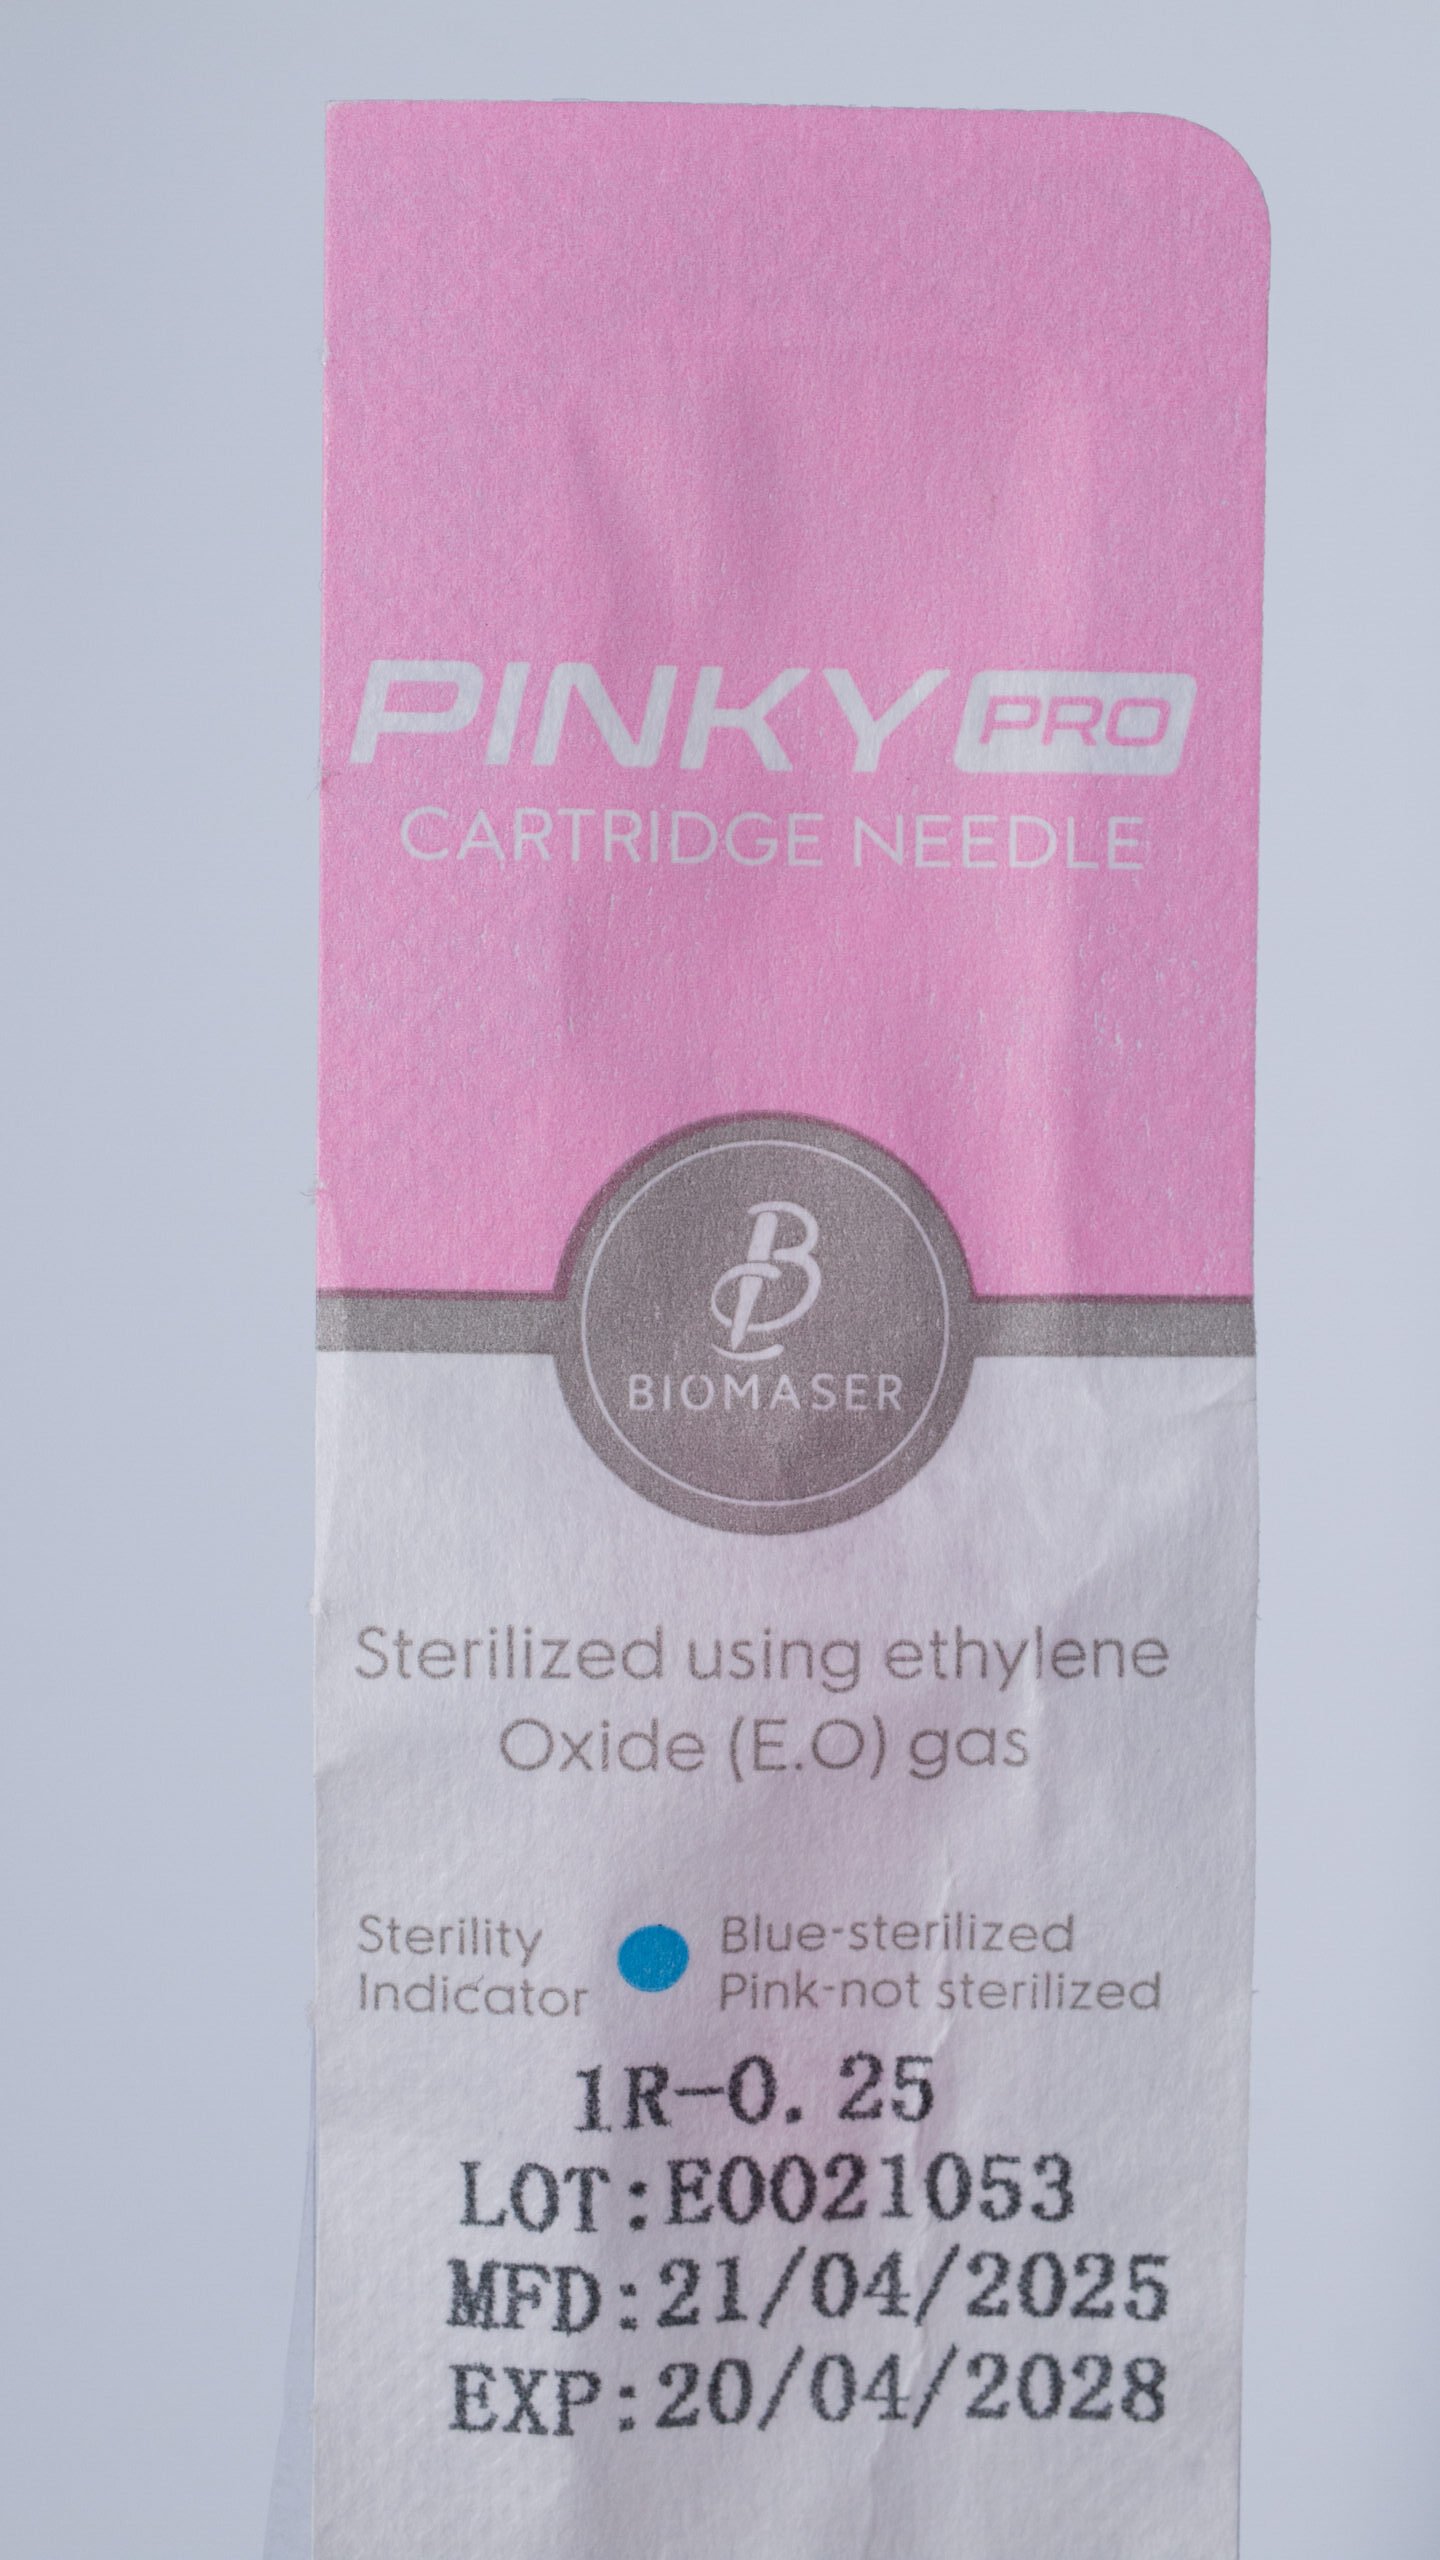 PINKY PRO
CARTRIDGE NEEDLE
B
BIOMASER
Sterilized using ethylene
Oxide (E.O) gas
Sterility
Indicator
Blue-sterilized
Pink-not sterilized
1R-0.25
LOT:E0021053
MFD:21/04/2025
EXP:20/04/2028